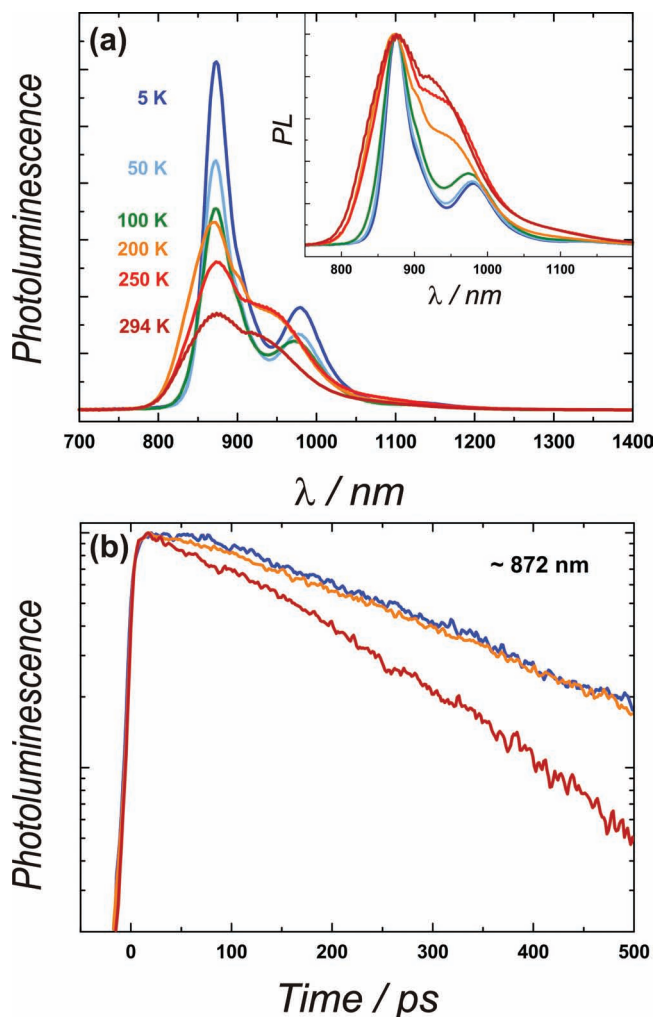 (a)
Photoluminescence
5 K
50 K
100 K
200 K
250 K
294 K
PL
800 900 1000 1100
λ / nm
700 800 900 1000 1100 1200 1300 1400
λ / nm
(b)
~ 872 nm
Photoluminescence
0 100 200 300 400 500
Time / ps